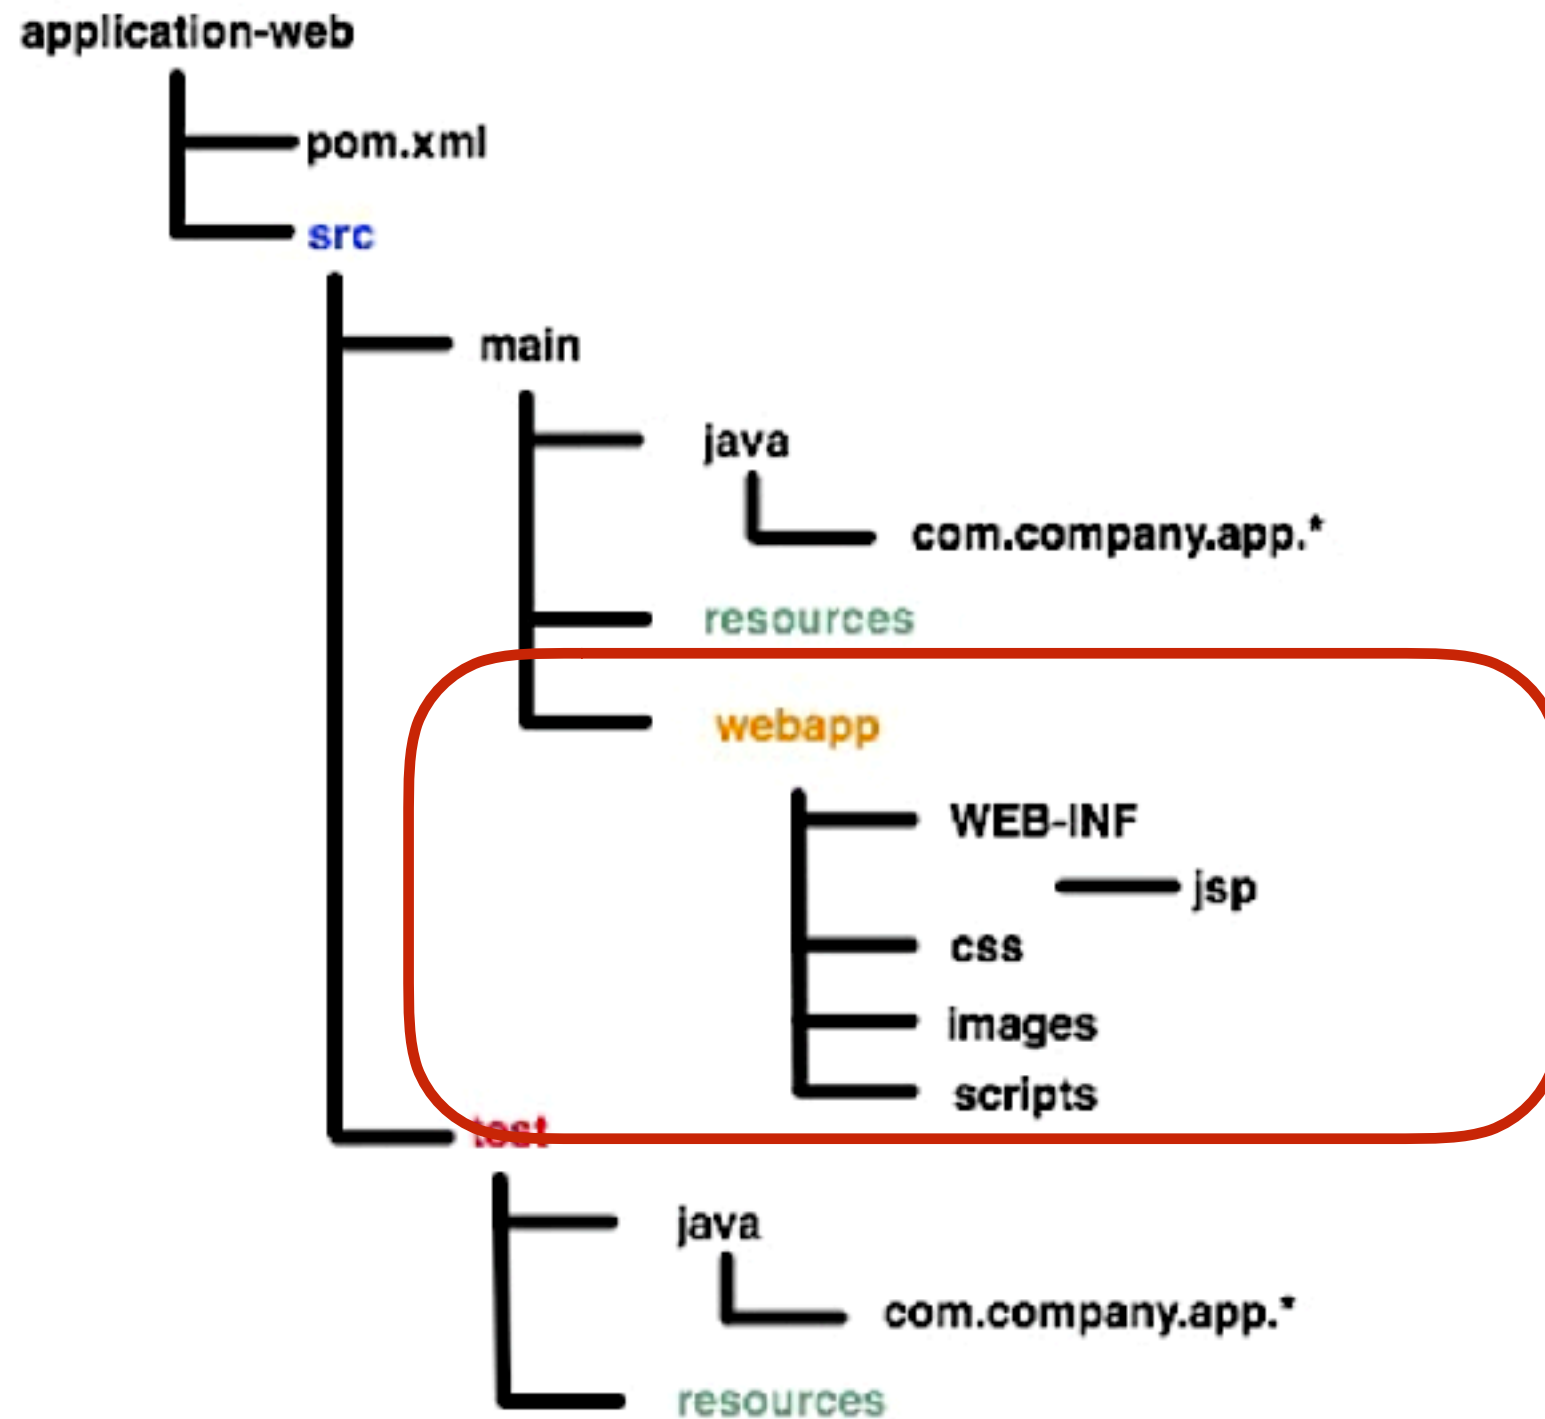 application-web
pom.xml
src
main
java
com.company.app.*
resources
webapp
WEB-INF
jsp
css
images
scripts
test
java
com.company.app.*
resources